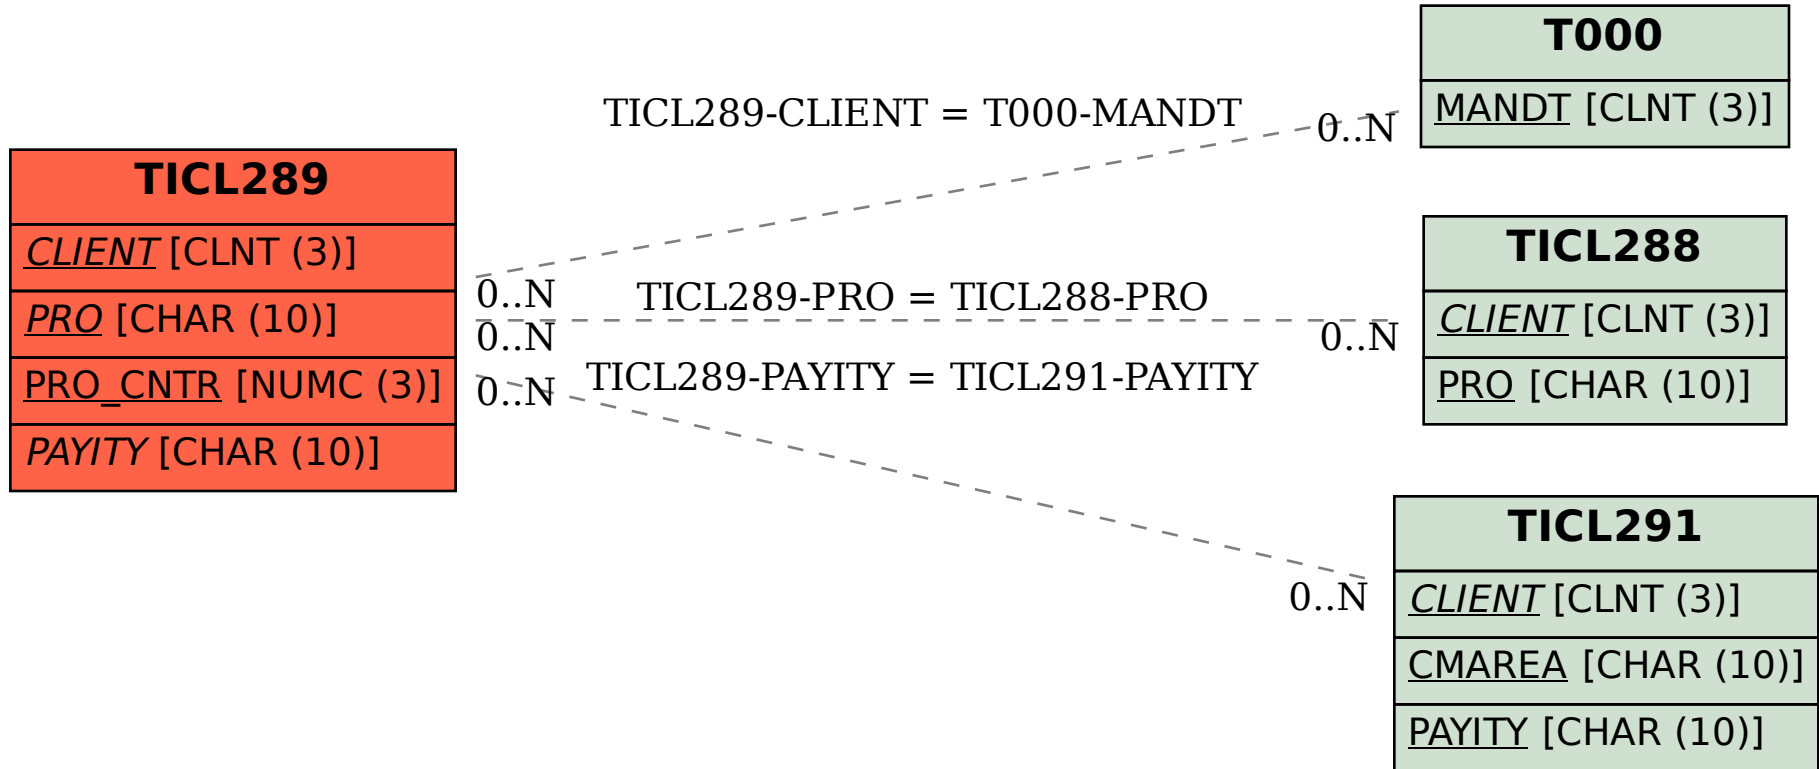 TICL289
CLIENT [CLNT (3)]
PRO [CHAR (10)]
PRO_CNTR [NUMC (3)]
PAYITY [CHAR (10)]
TICL289-CLIENT = T000-MANDT
0..N
0..N
TICL289-PRO = TICL288-PRO
0..N
0..N
TICL289-PAYITY = TICL291-PAYITY
0..N
0..N
T000
MANDT [CLNT (3)]
TICL288
CLIENT [CLNT (3)]
PRO [CHAR (10)]
TICL291
CLIENT [CLNT (3)]
CMAREA [CHAR (10)]
PAYITY [CHAR (10)]